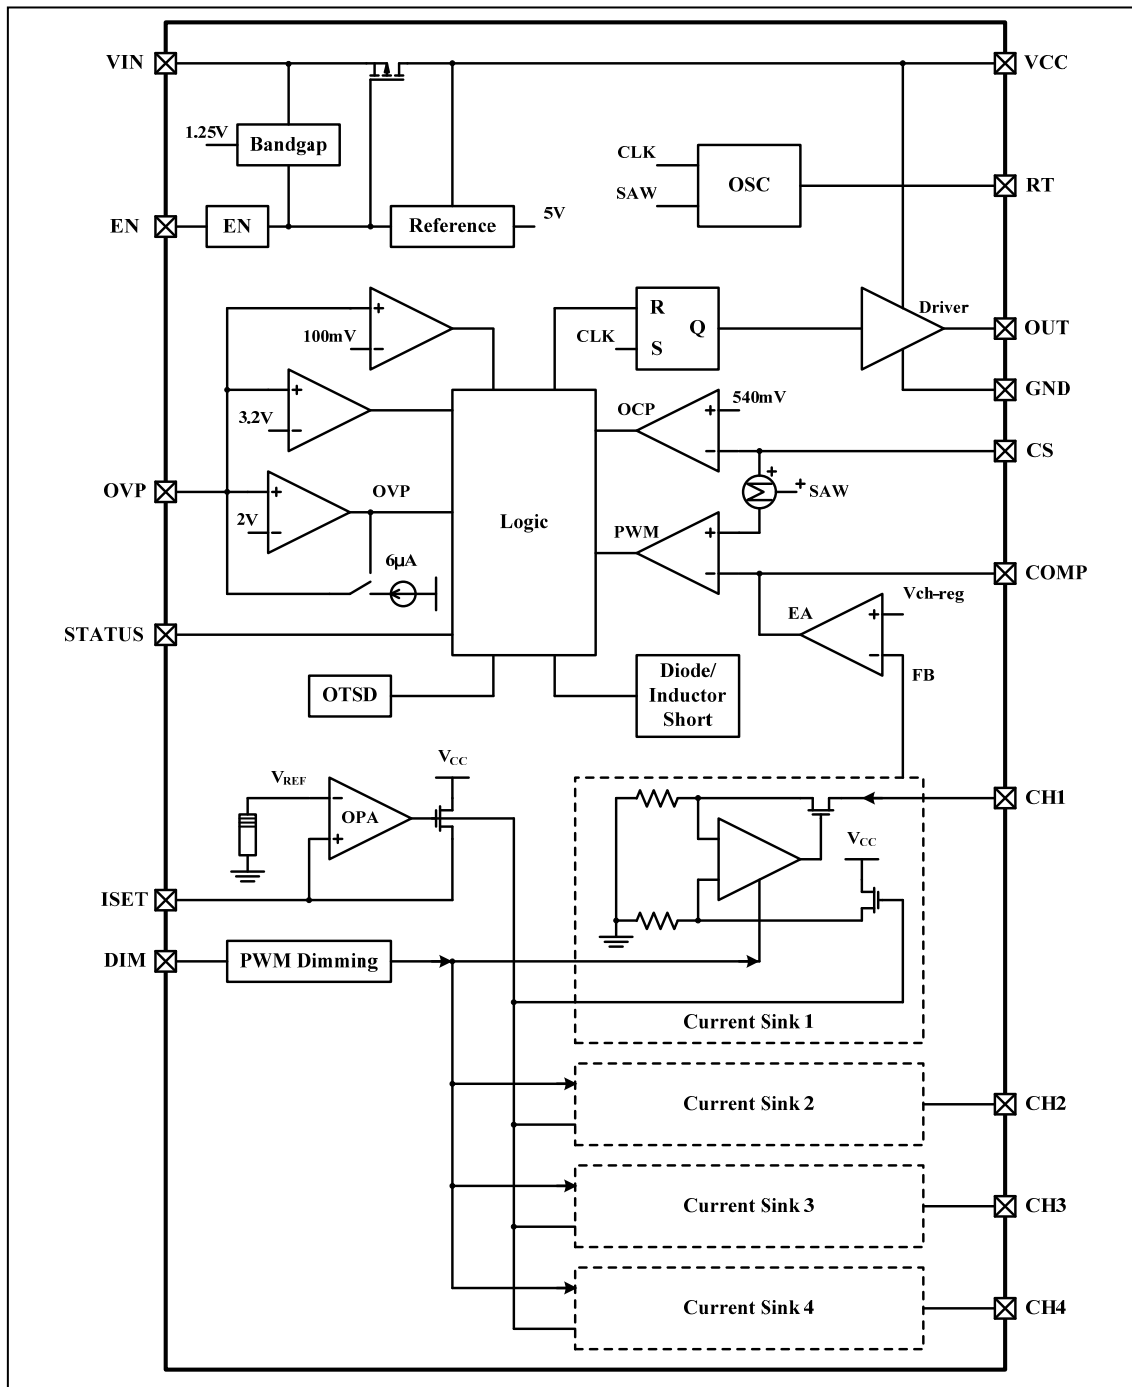 VIN
VCC
1.25V
Bandgap
CLK
SAW
OSC
RT
EN
EN
Reference
5V
100mV
+
−
R
S
Q
CLK
Driver
OUT
GND
3.2V
+
−
OCP
540mV
+
−
CS
OVP
2V
+
−
OVP
Logic
+
+
SAW
PWM
+
−
6µA
COMP
STATUS
EA
Vch-reg
+
−
FB
OTSD
Diode/
Inductor
Short
VREF
−
OPA
+
VCC
CH1
VCC
ISET
DIM
PWM Dimming
Current Sink 1
Current Sink 2
CH2
Current Sink 3
CH3
Current Sink 4
CH4